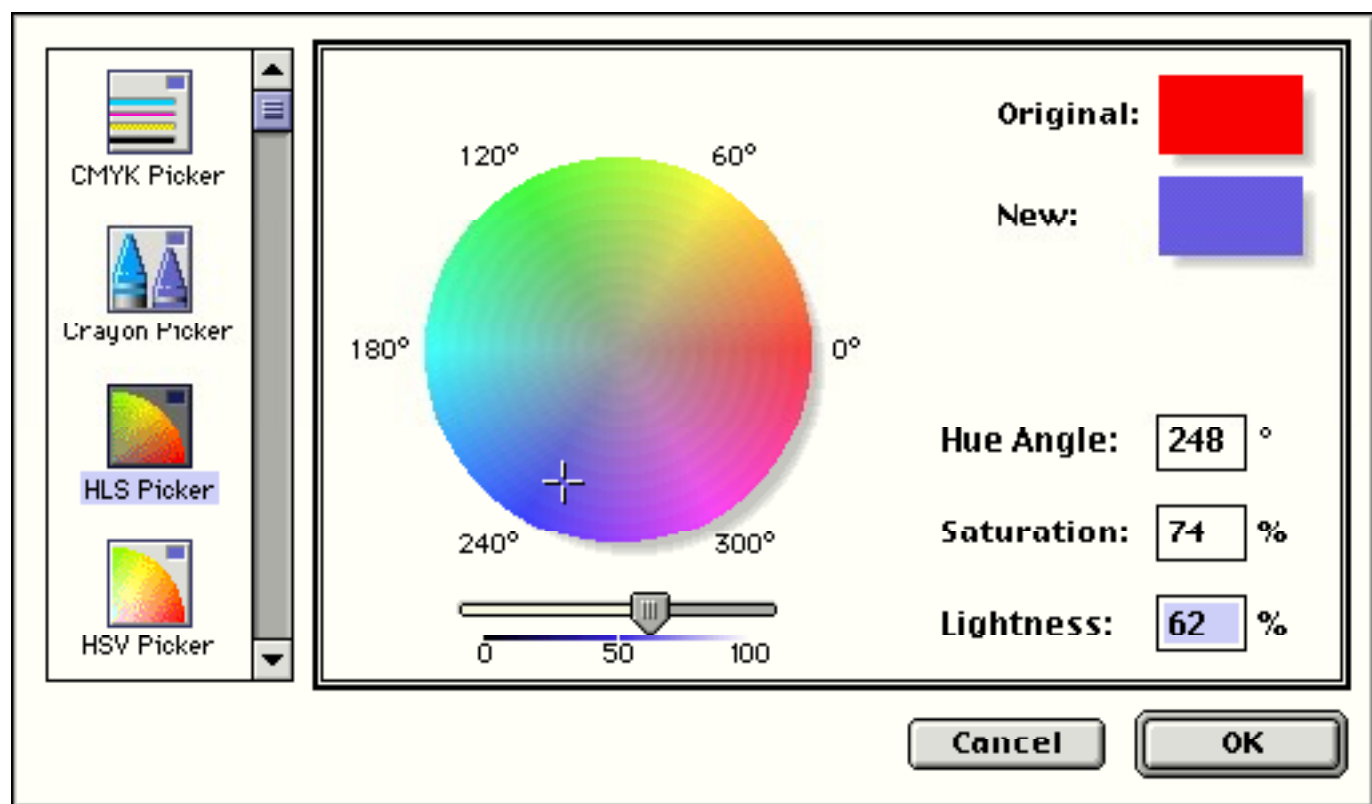 CMYK Picker
Crayon Picker
HLS Picker
HSV Picker
120°
60°
180°
0°
240°
300°
0
50
100
Original:
New:
Hue Angle: 248 °
Saturation: 74 %
Lightness: 62 %
Cancel
OK